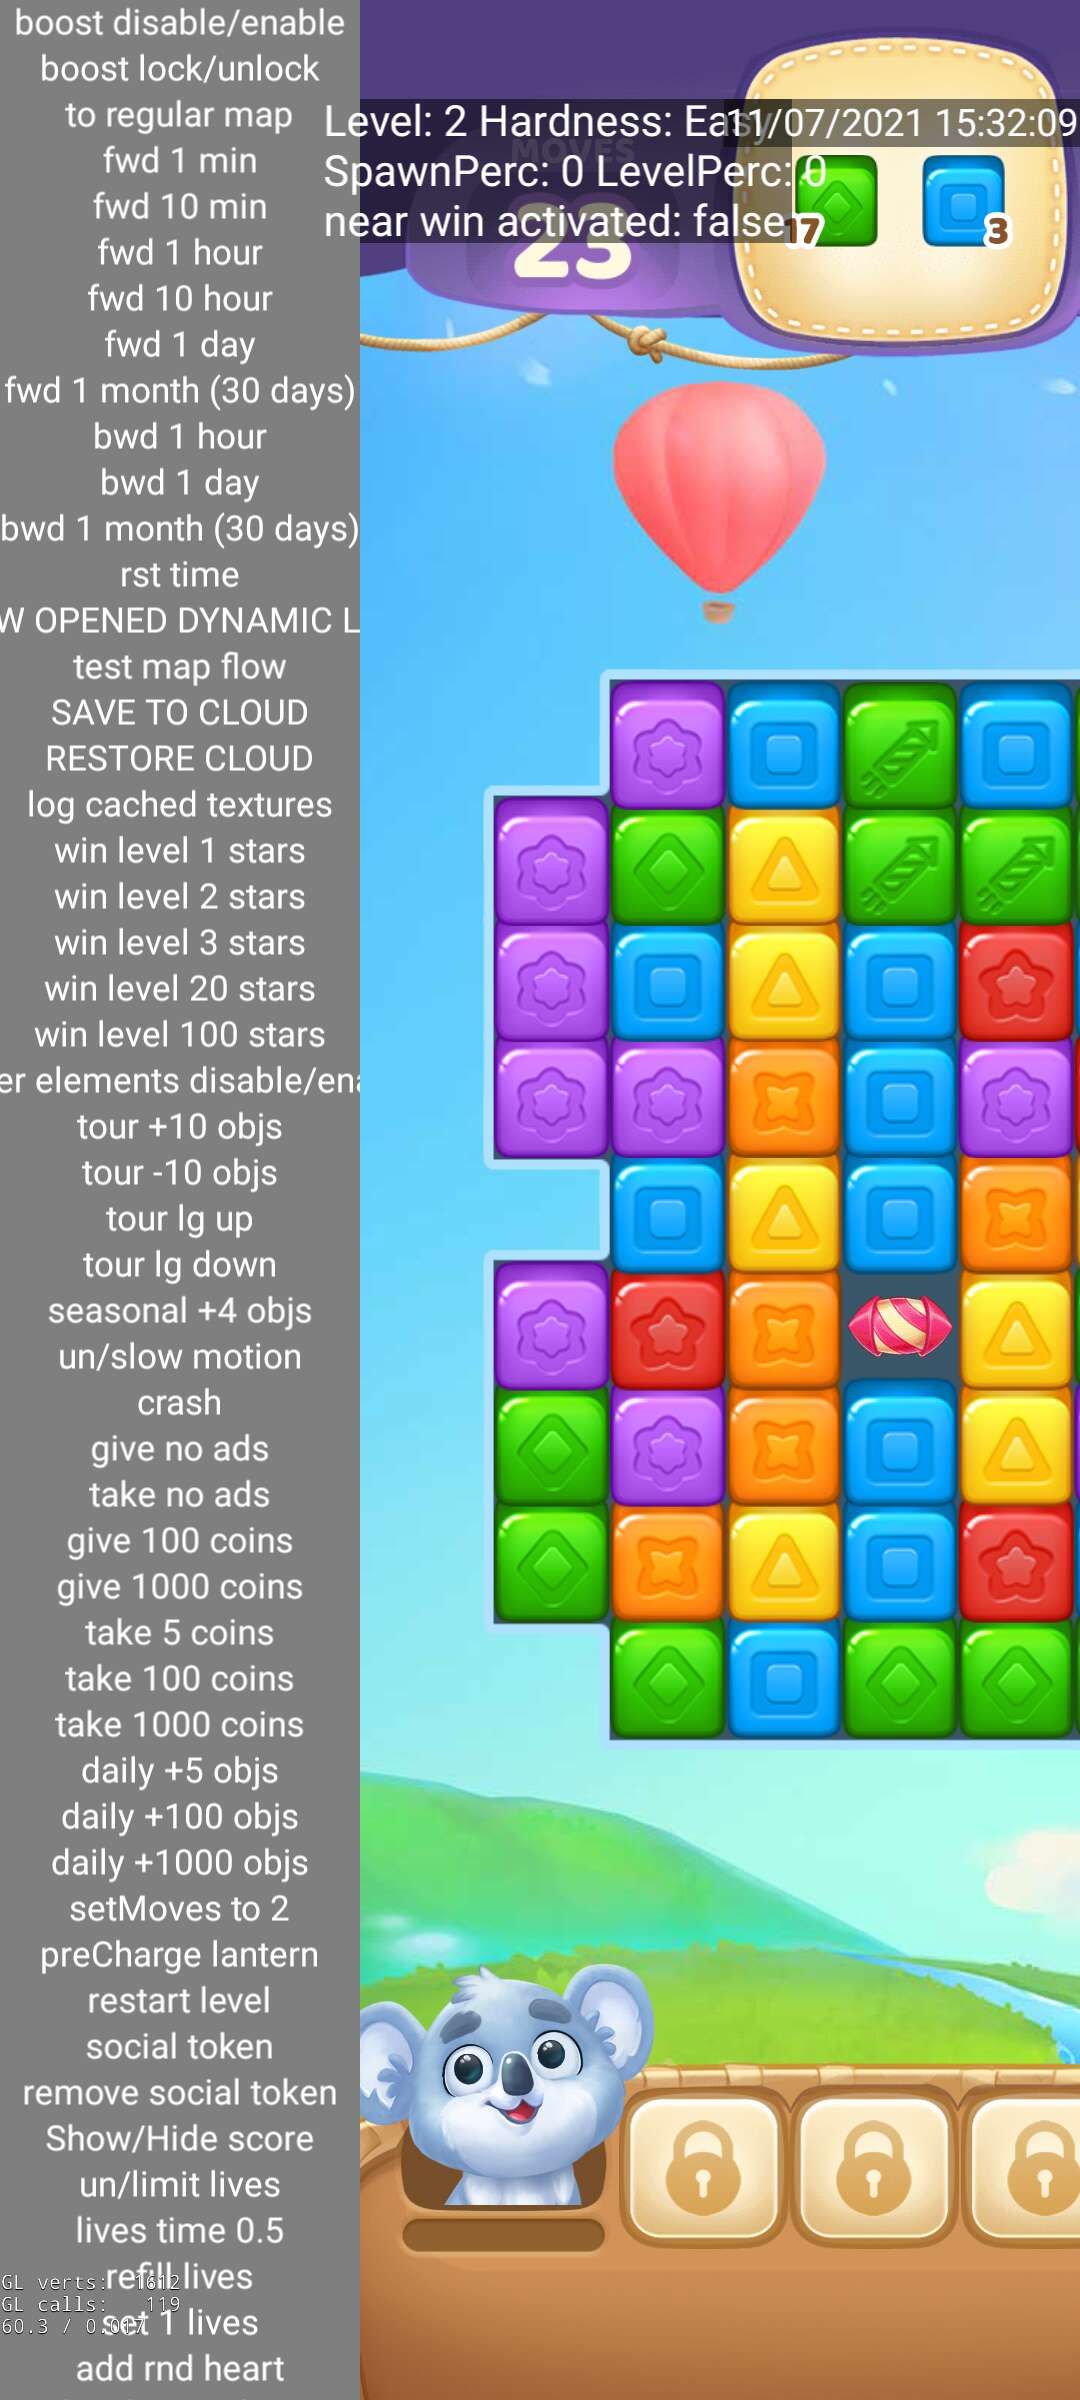 boost disable/enable
boost lock/unlock
to regular map
fwd 1 min
fwd 10 min
fwd 1 hour
fwd 10 hour
fwd 1 day
fwd 1 month (30 days)
bwd 1 hour
bwd 1 day
bwd 1 month (30 days)
rst time
W OPENED DYNAMIC L
test map flow
SAVE TO CLOUD
RESTORE CLOUD
log cached textures
win level 1 stars
win level 2 stars
win level 3 stars
win level 20 stars
win level 100 stars
er elements disable/ena
tour +10 objs
tour -10 objs
tour lg up
tour lg down
seasonal +4 objs
un/slow motion
crash
give no ads
take no ads
give 100 coins
give 1000 coins
take 5 coins
take 100 coins
take 1000 coins
daily +5 objs
daily +100 objs
daily +1000 objs
setMoves to 2
preCharge lantern
restart level
social token
remove social token
Show/Hide score
un/limit lives
lives time 0.5
refill lives
set 1 lives
add rnd heart
GL verts: 1612
GL calls: 119
60.3 / 0.017
Level: 2 Hardness: Easy
11/07/2021 15:32:09
SpawnPerc: 0 LevelPerc: 0
near win activated: false
MOVES
23
17
3